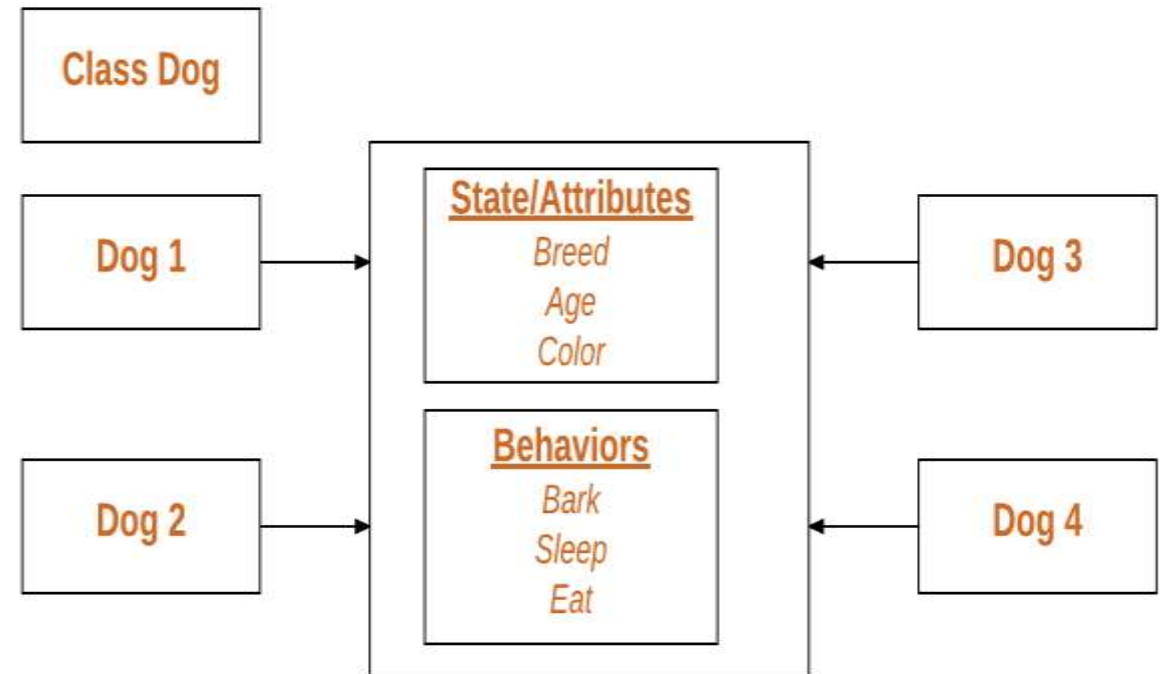 Class Dog
Dog 1
Dog 2
State/Attributes
Breed
Age
Color
Behaviors
Bark
Sleep
Eat
Dog 3
Dog 4